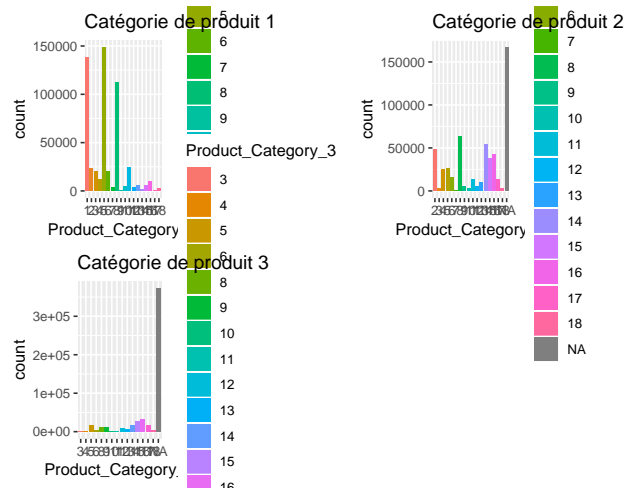 Catégorie de produit 1
150000
100000
50000
0
count
Product_Category
5
6
7
8
9
Product_Category_3
3
4
5
6
8
9
10
11
12
13
14
15
16
Catégorie de produit 2
150000
100000
50000
0
count
Product_Category
6
7
8
9
10
11
12
13
14
15
16
17
18
NA
Catégorie de produit 3
3e+05
2e+05
1e+05
0e+00
count
Product_Category